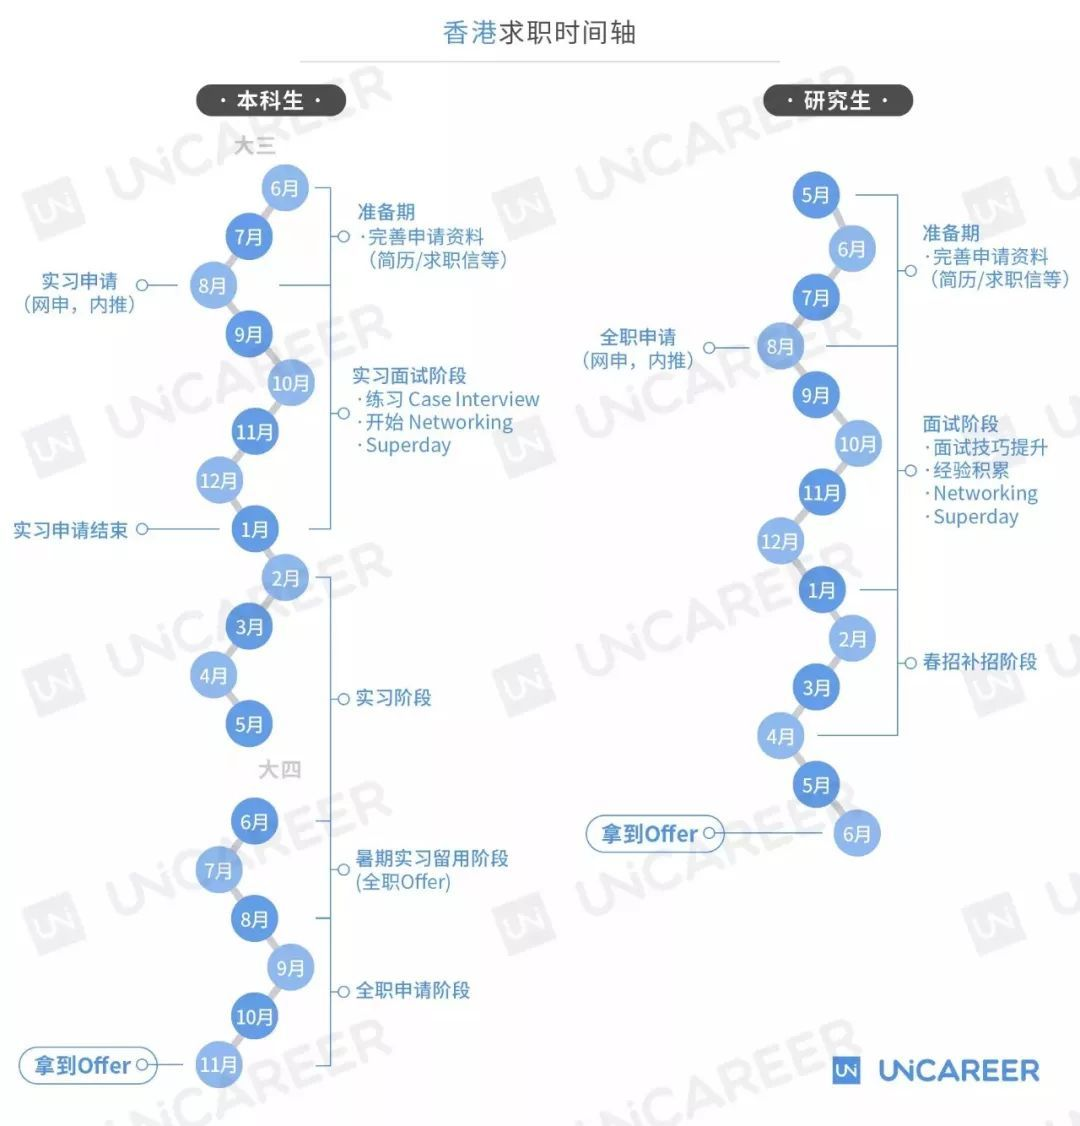 香港求职时间轴
· 本科生 ·
大三
6月
7月
8月
9月
10月
11月
12月
1月
2月
3月
4月
5月
大四
6月
7月
8月
9月
10月
11月
实习申请
（网申，内推）
实习申请结束
拿到Offer
准备期
·完善申请资料
（简历/求职信等）
实习面试阶段
·练习 Case Interview
·开始 Networking
·Superday
实习阶段
暑期实习留用阶段
(全职Offer)
全职申请阶段
· 研究生 ·
5月
6月
7月
8月
9月
10月
11月
12月
1月
2月
3月
4月
5月
6月
全职申请
（网申，内推）
拿到Offer
准备期
·完善申请资料
（简历/求职信等）
面试阶段
·面试技巧提升
·经验积累
·Networking
·Superday
春招补招阶段
UNI UNiCAREER